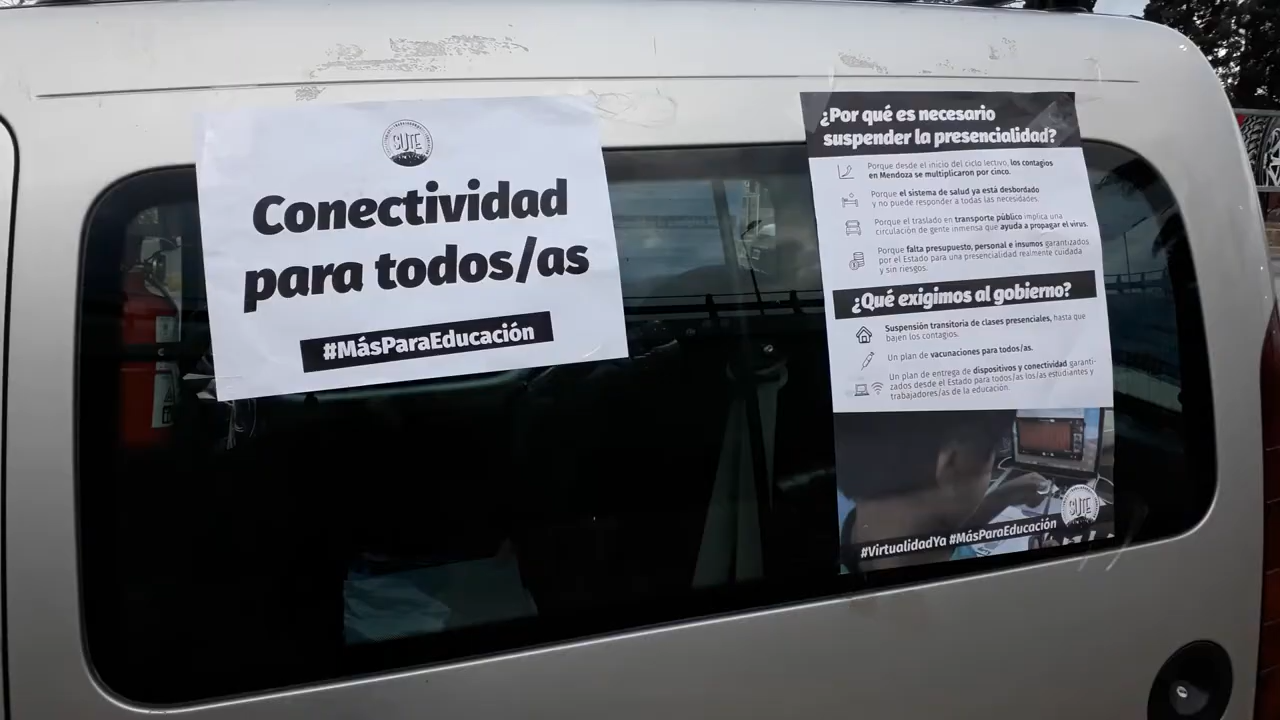 SUTE
Conectividad
para todos/as
#MásParaEducación
¿Por qué es necesario
suspender la presencialidad?
Porque desde el inicio del ciclo lectivo, los contagios
en Mendoza se multiplicaron por cinco.
Porque el sistema de salud ya está desbordado
y no puede responder a todas las necesidades.
Porque el traslado en transporte público implica una
circulación de gente inmensa que ayuda a propagar el virus.
Porque falta presupuesto, personal e insumos garantizados
por el Estado para una presencialidad realmente cuidada
y sin riesgos.
¿Qué exigimos al gobierno?
Suspensión transitoria de clases presenciales, hasta que
bajen los contagios.
Un plan de vacunaciones para todos/as.
Un plan de entrega de dispositivos y conectividad garanti-
zados desde el Estado para todos/as los/as estudiantes y
trabajadores/as de la educación.
SUTE
#VirtualidadYa #MásParaEducación